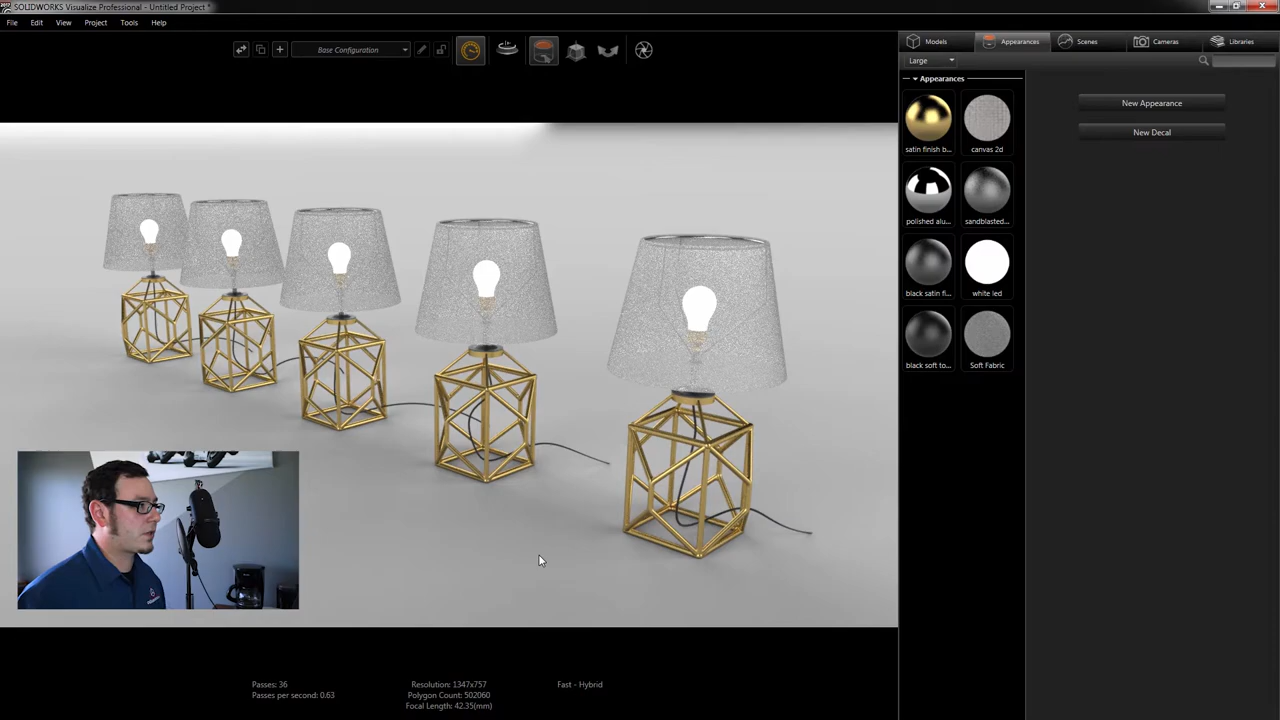 2017
SOLIDWORKS Visualize Professional - Untitled Project *
File Edit View Project Tools Help
Base Configuration
Models Appearances Scenes Cameras Libraries
Large
Appearances
New Appearance
New Decal
satin finish b... canvas 2d
polished alu... sandblasted...
black satin fi... white led
black soft to... Soft Fabric
Passes: 36
Passes per second: 0.63
Resolution: 1347x757
Polygon Count: 502060
Focal Length: 42.35(mm)
Fast - Hybrid